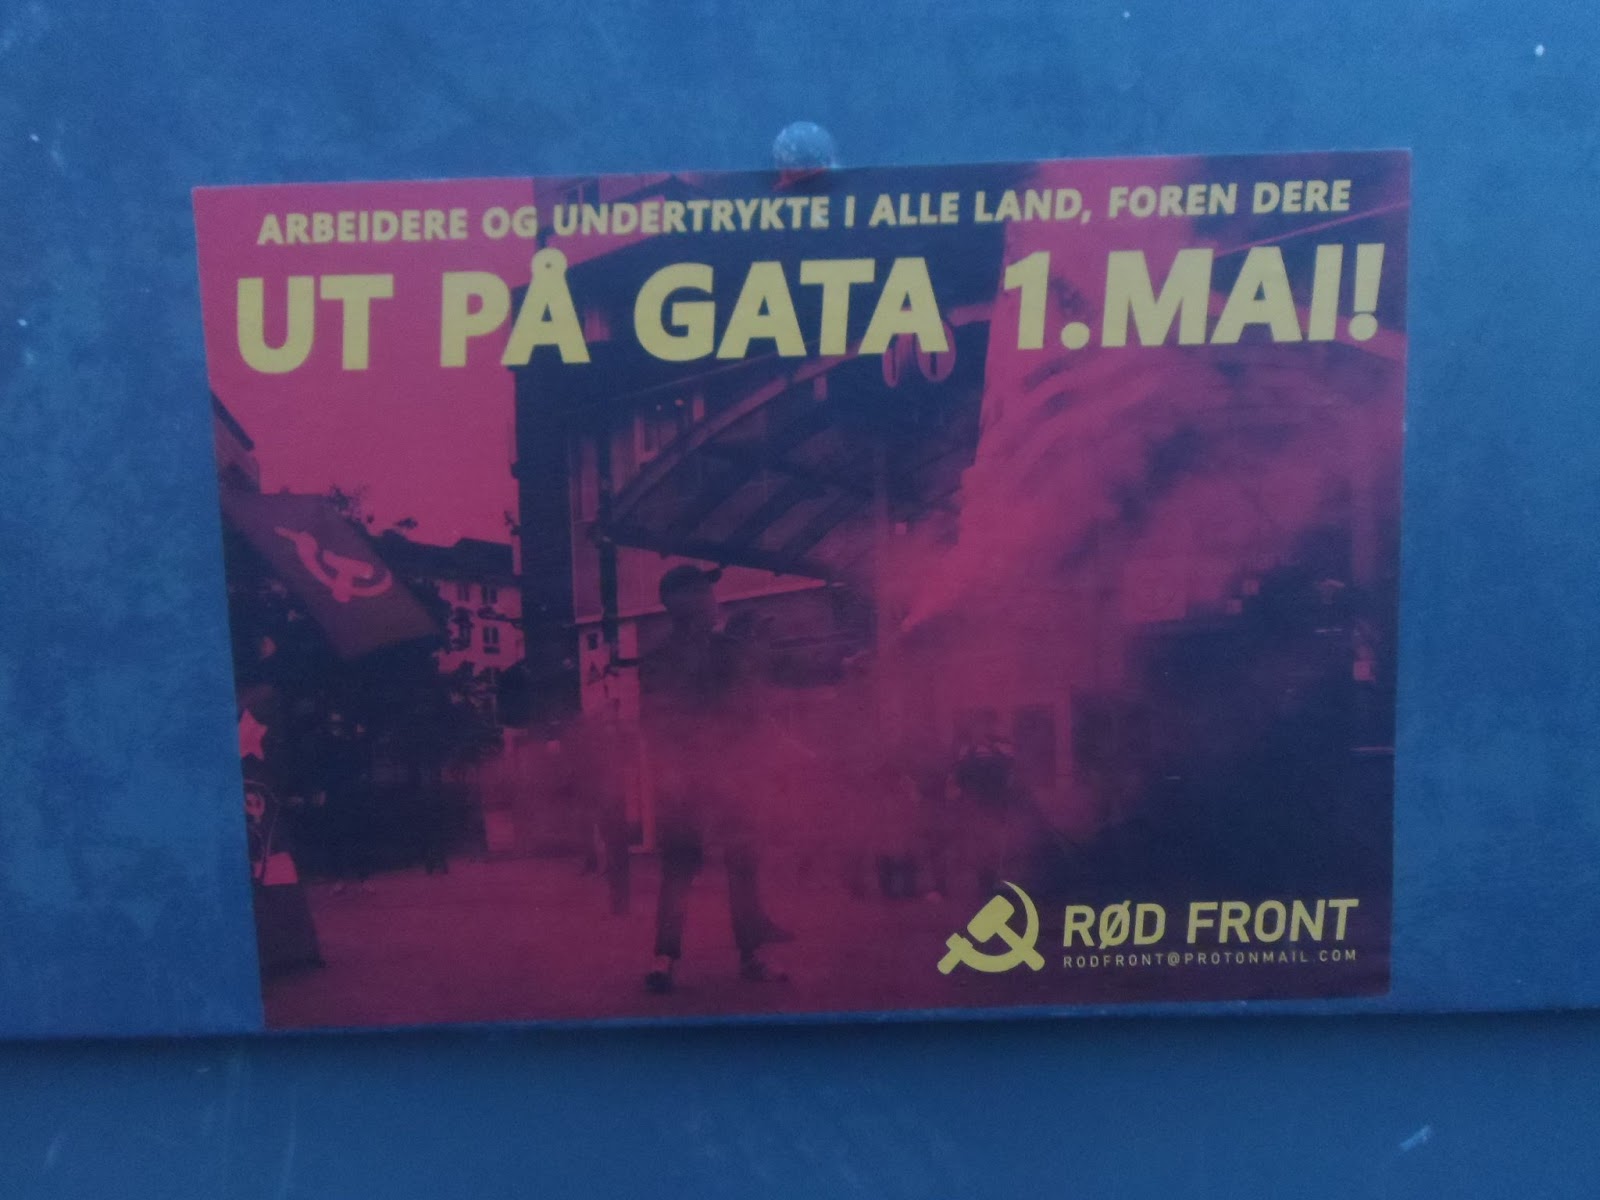 ARBEIDERE OG UNDERTRYKTE I ALLE LAND, FOREN DERE
UT PÅ GATA 1.MAI!
RØD FRONT
RODFRONT@PROTONMAIL.COM